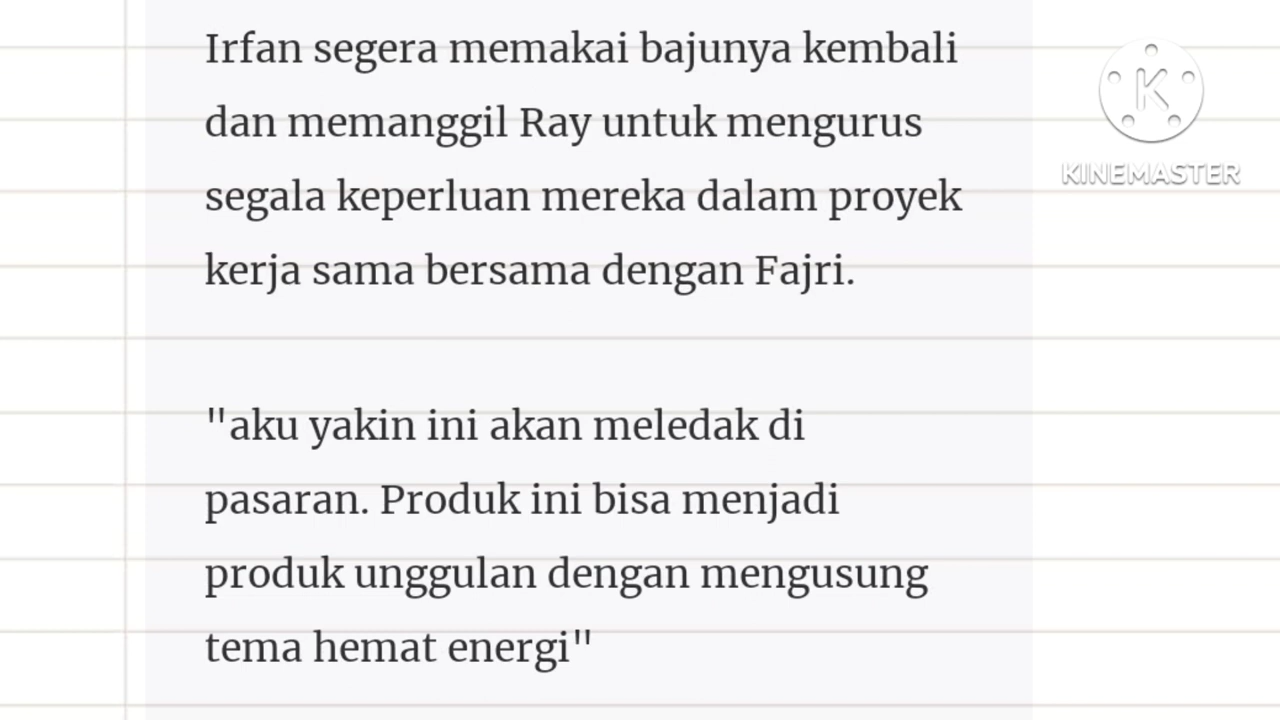 Irfan segera memakai bajunya kembali
dan memanggil Ray untuk mengurus
segala keperluan mereka dalam proyek
kerja sama bersama dengan Fajri.
"aku yakin ini akan meledak di
pasaran. Produk ini bisa menjadi
produk unggulan dengan mengusung
tema hemat energi"
K
KINEMASTER